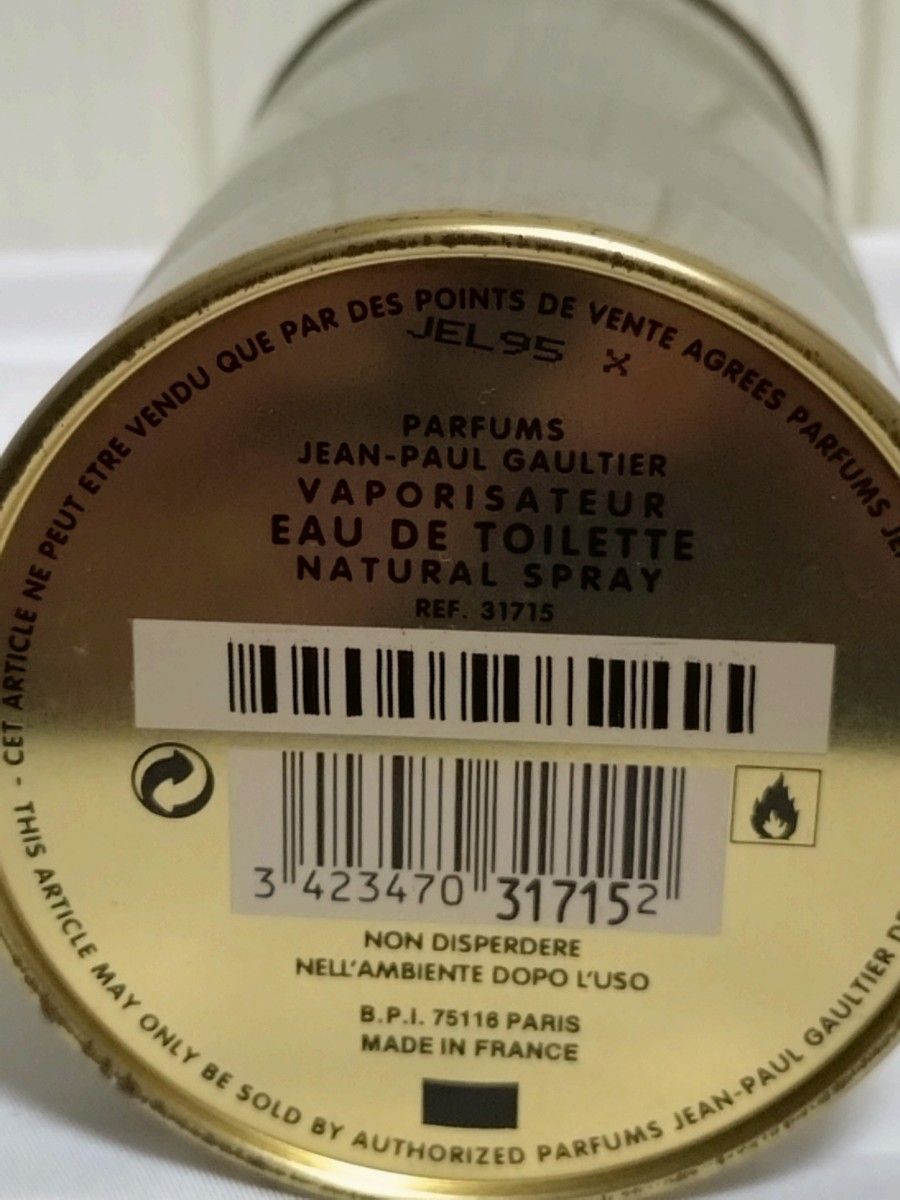 CET ARTICLE NE PEUT ETRE VENDU QUE PAR DES POINTS DE VENTE AGREES PARFUMS
JEL95 X
PARFUMS
JEAN-PAUL GAULTIER
VAPORISATEUR
EAU DE TOILETTE
NATURAL SPRAY
REF. 31715
3 423470 317152
NON DISPERDERE
NELL'AMBIENTE DOPO L'USO
B.P.I. 75116 PARIS
MADE IN FRANCE
- THIS ARTICLE MAY ONLY BE SOLD BY AUTHORIZED PARFUMS JEAN-PAUL GAULTIER